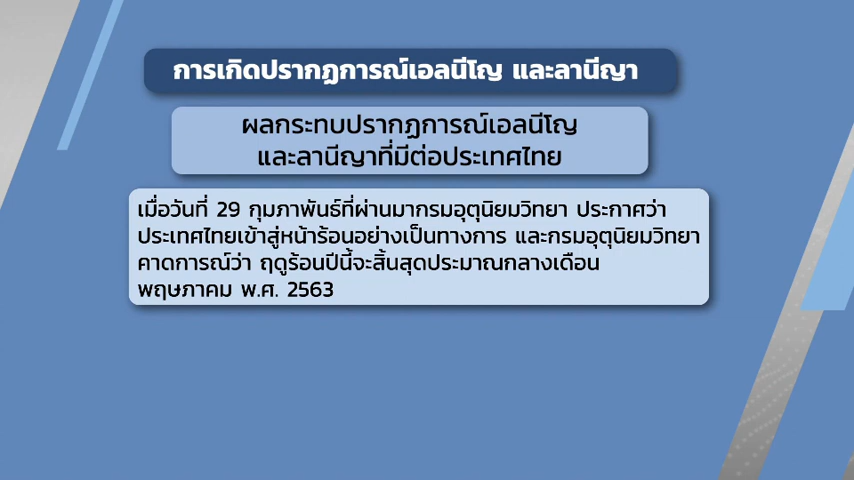 การเกิดปรากฏการณ์เอลนีโญ และลานีญา
ผลกระทบปรากฏการณ์เอลนีโญ
และลานีญาที่มีต่อประเทศไทย
เมื่อวันที่ 29 กุมภาพันธ์ที่ผ่านมากรมอุตุนิยมวิทยา ประกาศว่า
ประเทศไทยเข้าสู่หน้าร้อนอย่างเป็นทางการ และกรมอุตุนิยมวิทยา
คาดการณ์ว่า ฤดูร้อนปีนี้จะสิ้นสุดประมาณกลางเดือน
พฤษภาคม พ.ศ. 2563